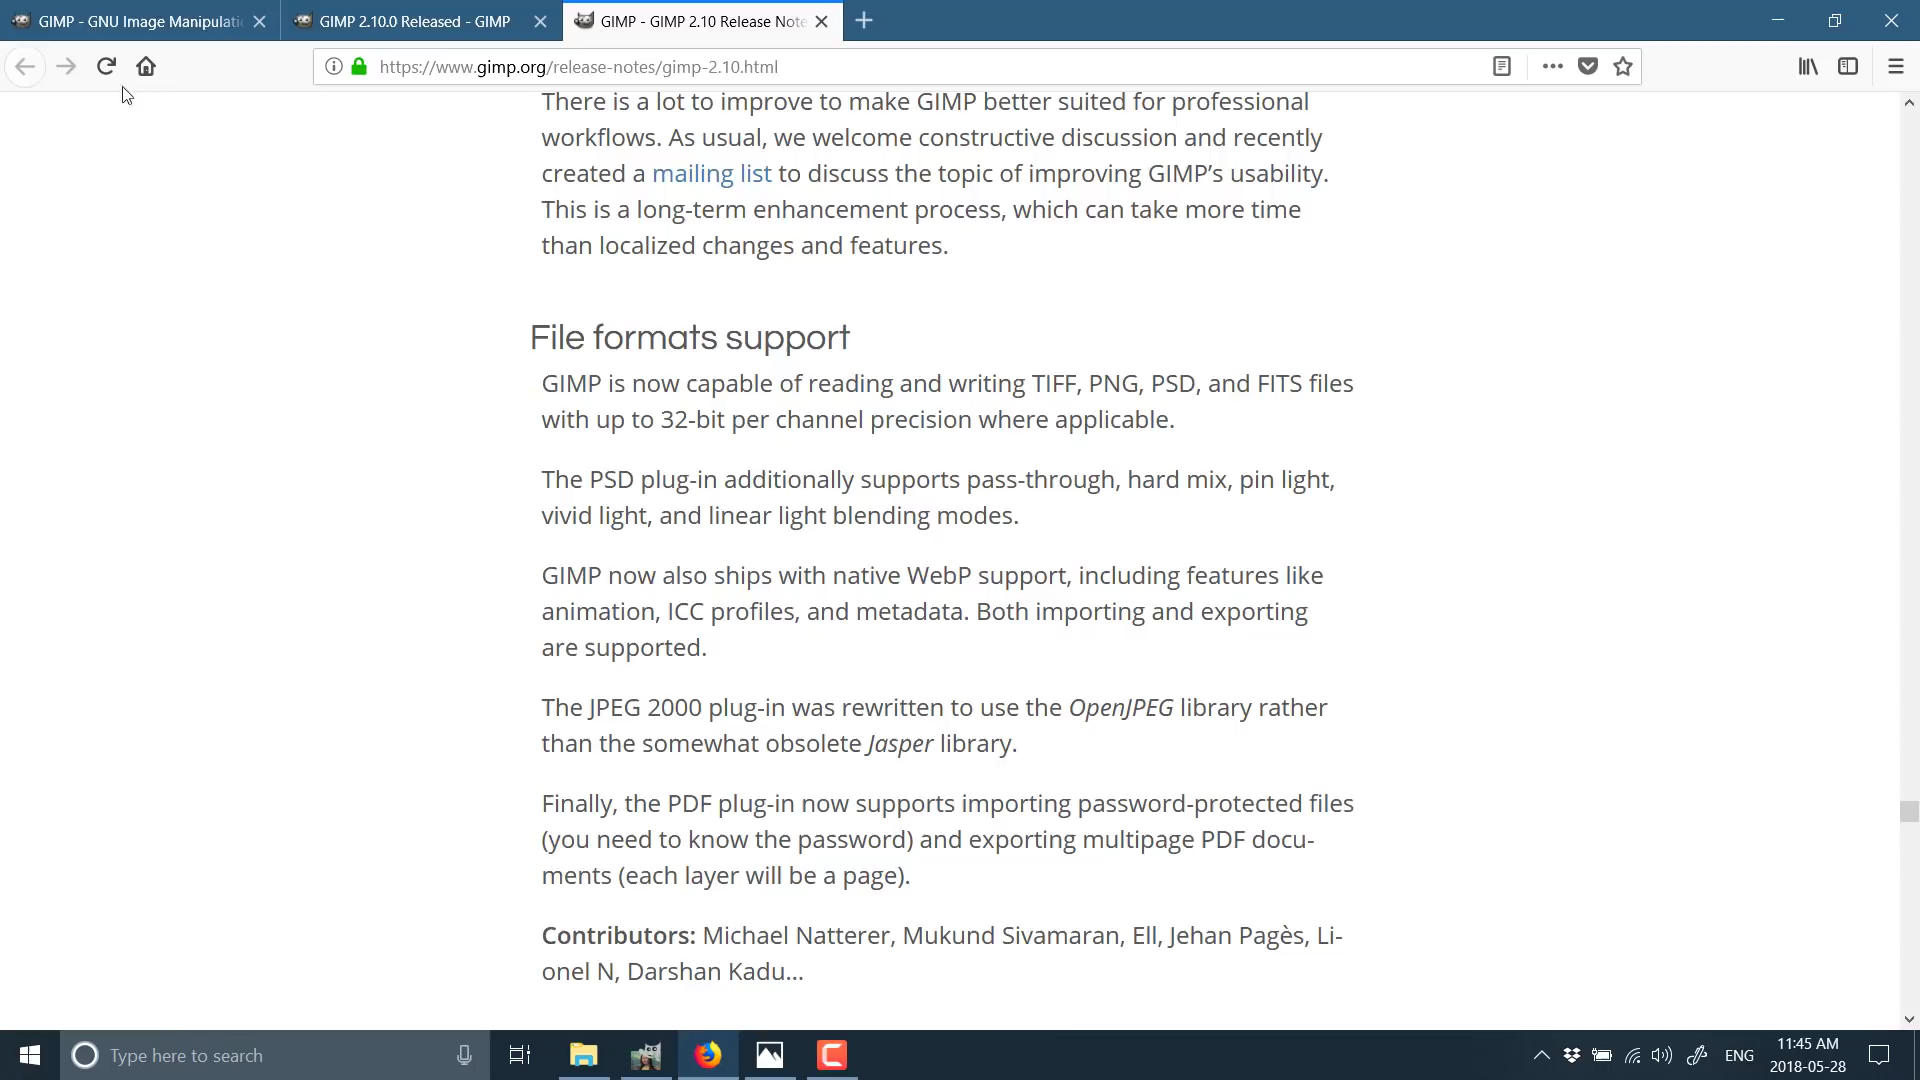 GIMP - GNU Image Manipulati
GIMP 2.10.0 Released - GIMP
GIMP - GIMP 2.10 Release Note
https://www.gimp.org/release-notes/gimp-2.10.html
There is a lot to improve to make GIMP better suited for professional
workflows. As usual, we welcome constructive discussion and recently
created a mailing list to discuss the topic of improving GIMP’s usability.
This is a long-term enhancement process, which can take more time
than localized changes and features.
File formats support
GIMP is now capable of reading and writing TIFF, PNG, PSD, and FITS files
with up to 32-bit per channel precision where applicable.
The PSD plug-in additionally supports pass-through, hard mix, pin light,
vivid light, and linear light blending modes.
GIMP now also ships with native WebP support, including features like
animation, ICC profiles, and metadata. Both importing and exporting
are supported.
The JPEG 2000 plug-in was rewritten to use the OpenJPEG library rather
than the somewhat obsolete Jasper library.
Finally, the PDF plug-in now supports importing password-protected files
(you need to know the password) and exporting multipage PDF docu-
ments (each layer will be a page).
Contributors: Michael Natterer, Mukund Sivamaran, Ell, Jehan Pagès, Li-
onel N, Darshan Kadu...
Type here to search
ENG
11:45 AM
2018-05-28